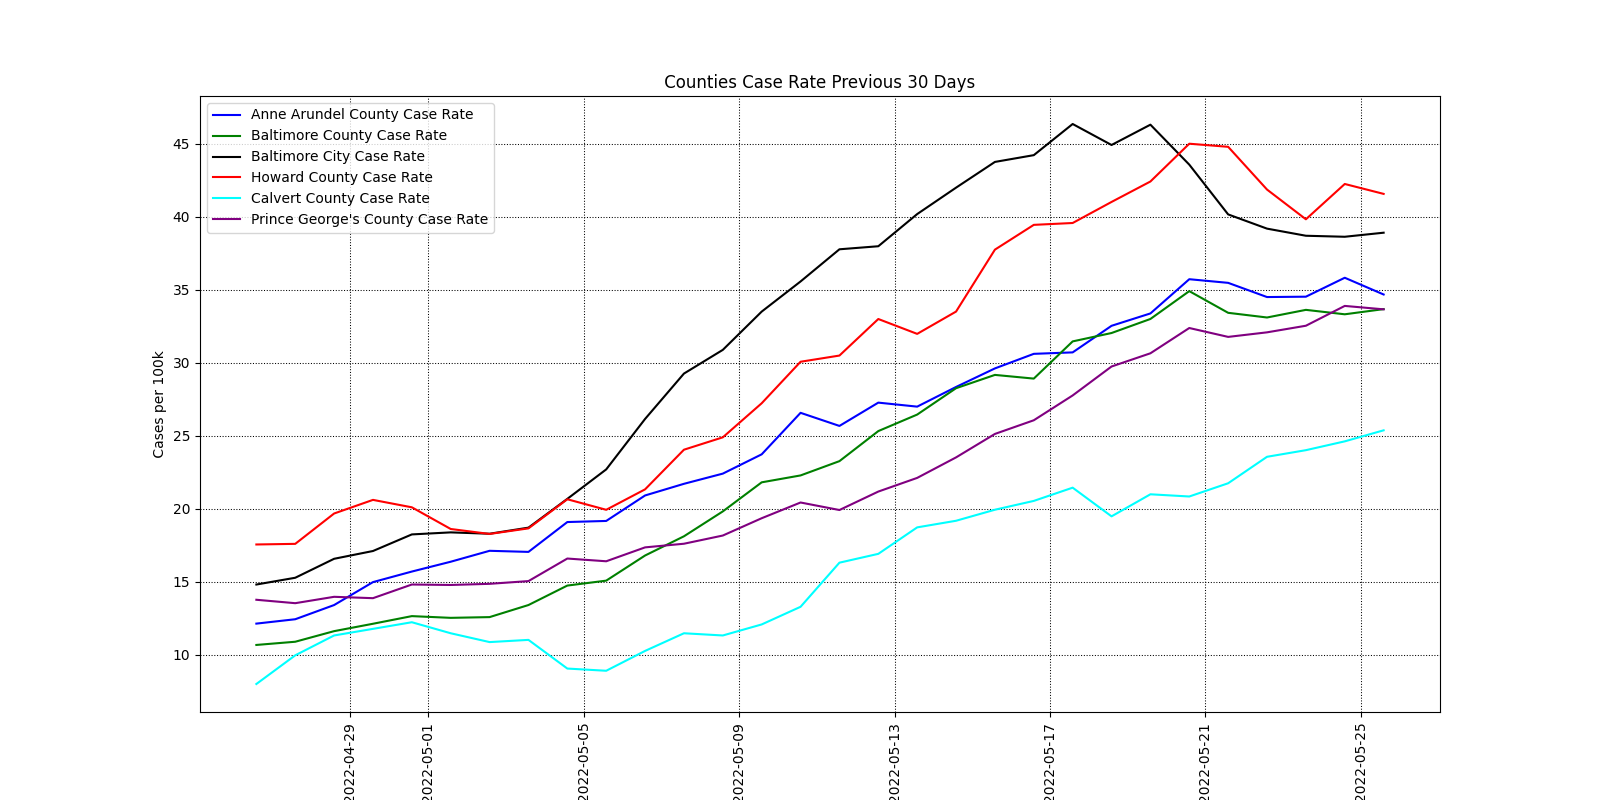 Counties Case Rate Previous 30 Days
Anne Arundel County Case Rate
Baltimore County Case Rate
Baltimore City Case Rate
Howard County Case Rate
Calvert County Case Rate
Prince George's County Case Rate
Cases per 100k
45
40
35
30
25
20
15
10
2022-04-29
2022-05-01
2022-05-05
2022-05-09
2022-05-13
2022-05-17
2022-05-21
2022-05-25